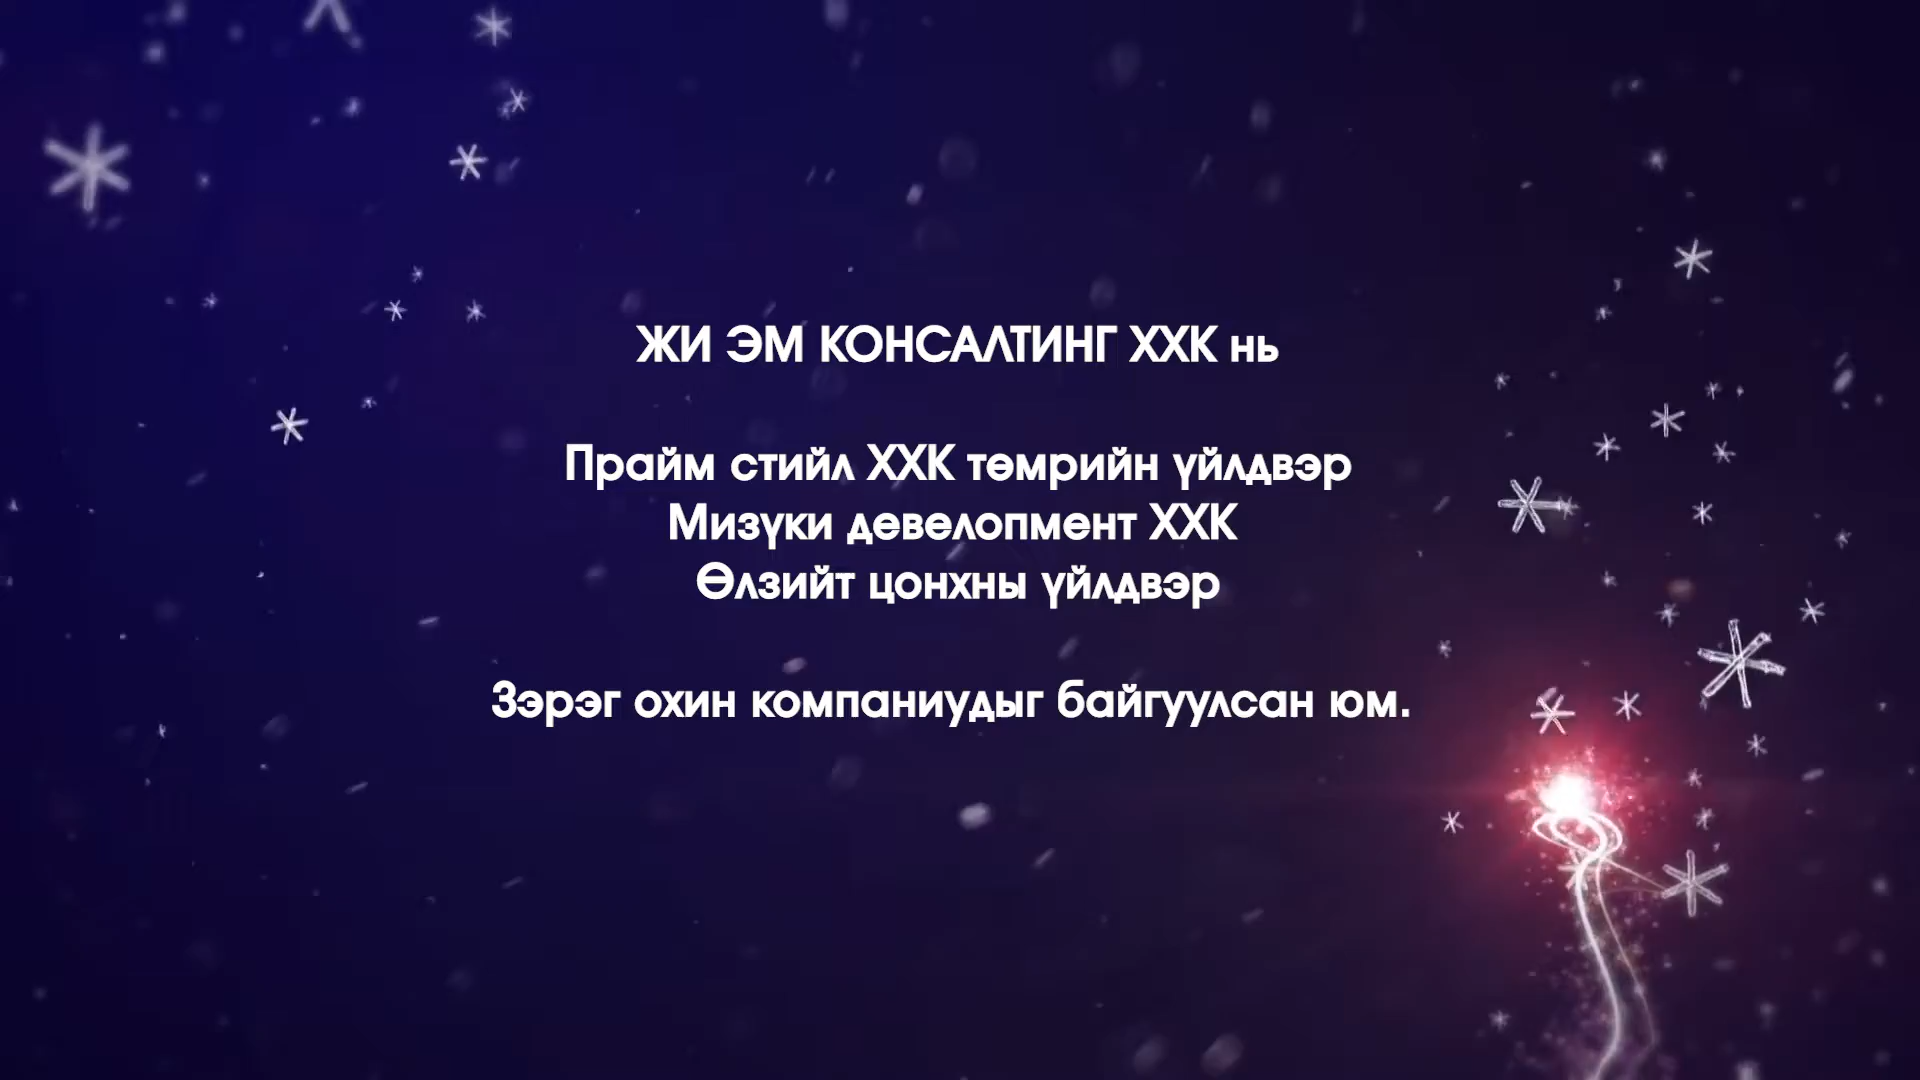 ЖИ ЭМ КОНСАЛТИНГ ХХК нь
Прайм стийл ХХК төмрийн үйлдвэр
Мизүки девелопмент ХХК
Өлзийт цонхны үйлдвэр
Зэрэг охин компаниудыг байгуулсан юм.